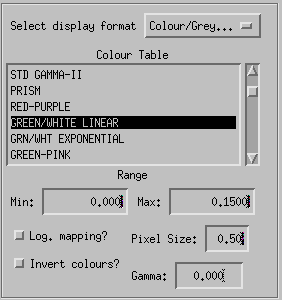 Select display format Colour/Grey...
Colour Table
STD GAMMA-II
PRISM
RED-PURPLE
GREEN/WHITE LINEAR
GRN/WHT EXPONENTIAL
GREEN-PINK
Range
Min: 0.000 Max: 0.1500
Log. mapping? Pixel Size: 0.50
Invert colours?
Gamma: 0.000